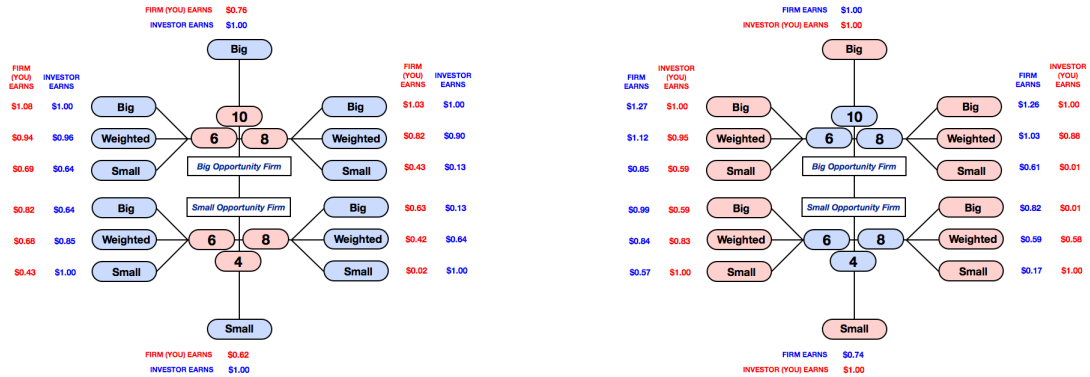 FIRM (YOU) EARNS $0.76
INVESTOR EARNS $1.00
Big
FIRM (YOU) EARNS
INVESTOR EARNS
FIRM (YOU) EARNS
INVESTOR EARNS
$1.08 $1.00 Big
10
Big $1.03 $1.00
$0.94 $0.96 Weighted 6 8 Weighted $0.82 $0.90
$0.69 $0.64 Small Big Opportunity Firm Small $0.43 $0.13
$0.82 $0.64 Big Small Opportunity Firm Big $0.63 $0.13
$0.68 $0.85 Weighted 6 8 Weighted $0.42 $0.64
4
$0.43 $1.00 Small Small $0.02 $1.00
Small
FIRM (YOU) EARNS $0.62
INVESTOR EARNS $1.00
FIRM EARNS $1.00
INVESTOR (YOU) EARNS $1.00
Big
FIRM EARNS
INVESTOR (YOU) EARNS
FIRM EARNS
INVESTOR (YOU) EARNS
$1.27 $1.00 Big
10
Big $1.26 $1.00
$1.12 $0.95 Weighted 6 8 Weighted $1.03 $0.88
$0.85 $0.59 Small Big Opportunity Firm Small $0.61 $0.01
$0.99 $0.59 Big Small Opportunity Firm Big $0.82 $0.01
$0.84 $0.83 Weighted 6 8 Weighted $0.59 $0.58
4
$0.57 $1.00 Small Small $0.17 $1.00
Small
FIRM EARNS $0.74
INVESTOR (YOU) EARNS $1.00